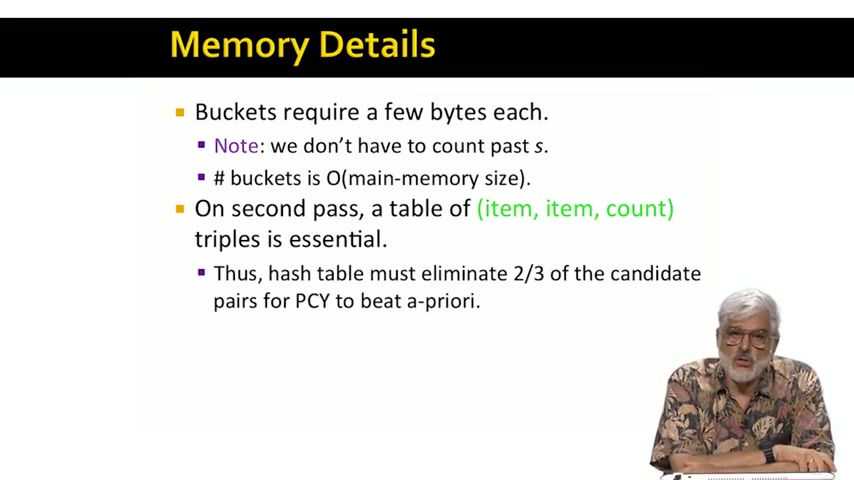 Memory Details
Buckets require a few bytes each.
Note: we don't have to count past s.
# buckets is O(main-memory size).
On second pass, a table of (item, item, count)
triples is essential.
Thus, hash table must eliminate 2/3 of the candidate
pairs for PCY to beat a-priori.